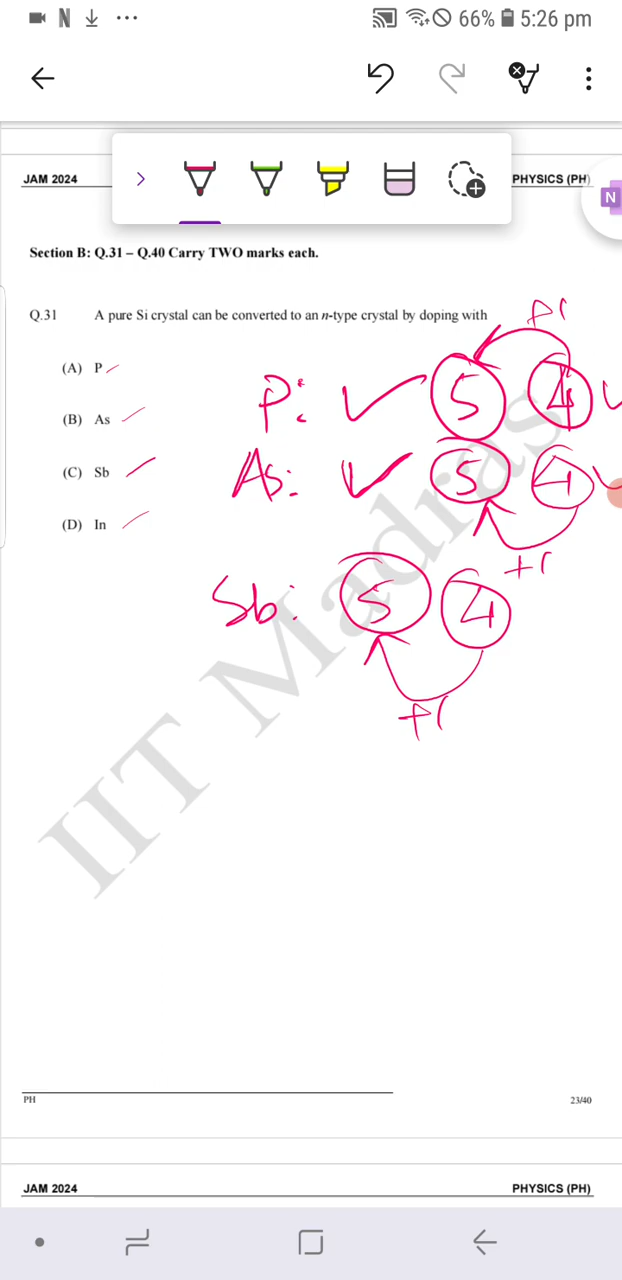 N ... 66% 5:26 pm
JAM 2024 PHYSICS (PH)
N
Section B: Q.31 – Q.40 Carry TWO marks each.
Q.31 A pure Si crystal can be converted to an n-type crystal by doping with
(A) P
(B) As
(C) Sb
(D) In
P: 5 4
+1
As: 5 4
+1
Sb: 5 4
+1
IIT Madras
PH 23/40
JAM 2024 PHYSICS (PH)